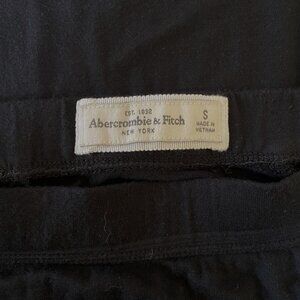 EST. 1892
Abercrombie & Fitch
NEW YORK
S
MADE IN
VIETNAM